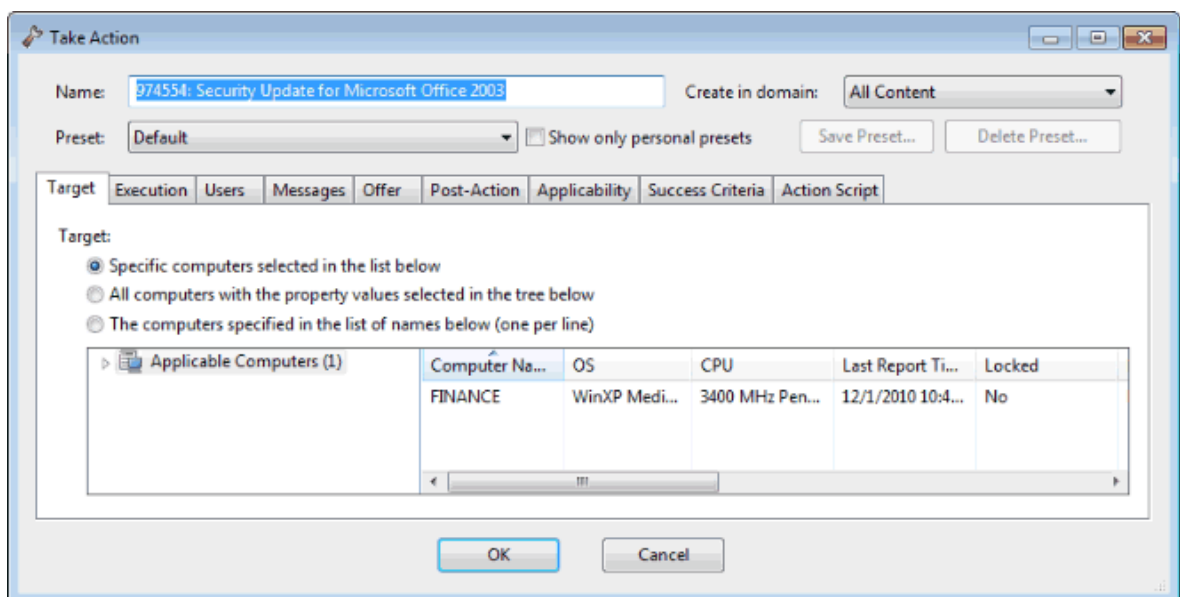 Take Action
Name: 974554: Security Update for Microsoft Office 2003 Create in domain: All Content
Preset: Default Show only personal presets Save Preset... Delete Preset...
Target Execution Users Messages Offer Post-Action Applicability Success Criteria Action Script
Target:
Specific computers selected in the list below
All computers with the property values selected in the tree below
The computers specified in the list of names below (one per line)
Applicable Computers (1) Computer Na... OS CPU Last Report Ti... Locked
FINANCE WinXP Medi... 3400 MHz Pen... 12/1/2010 10:4... No
OK Cancel